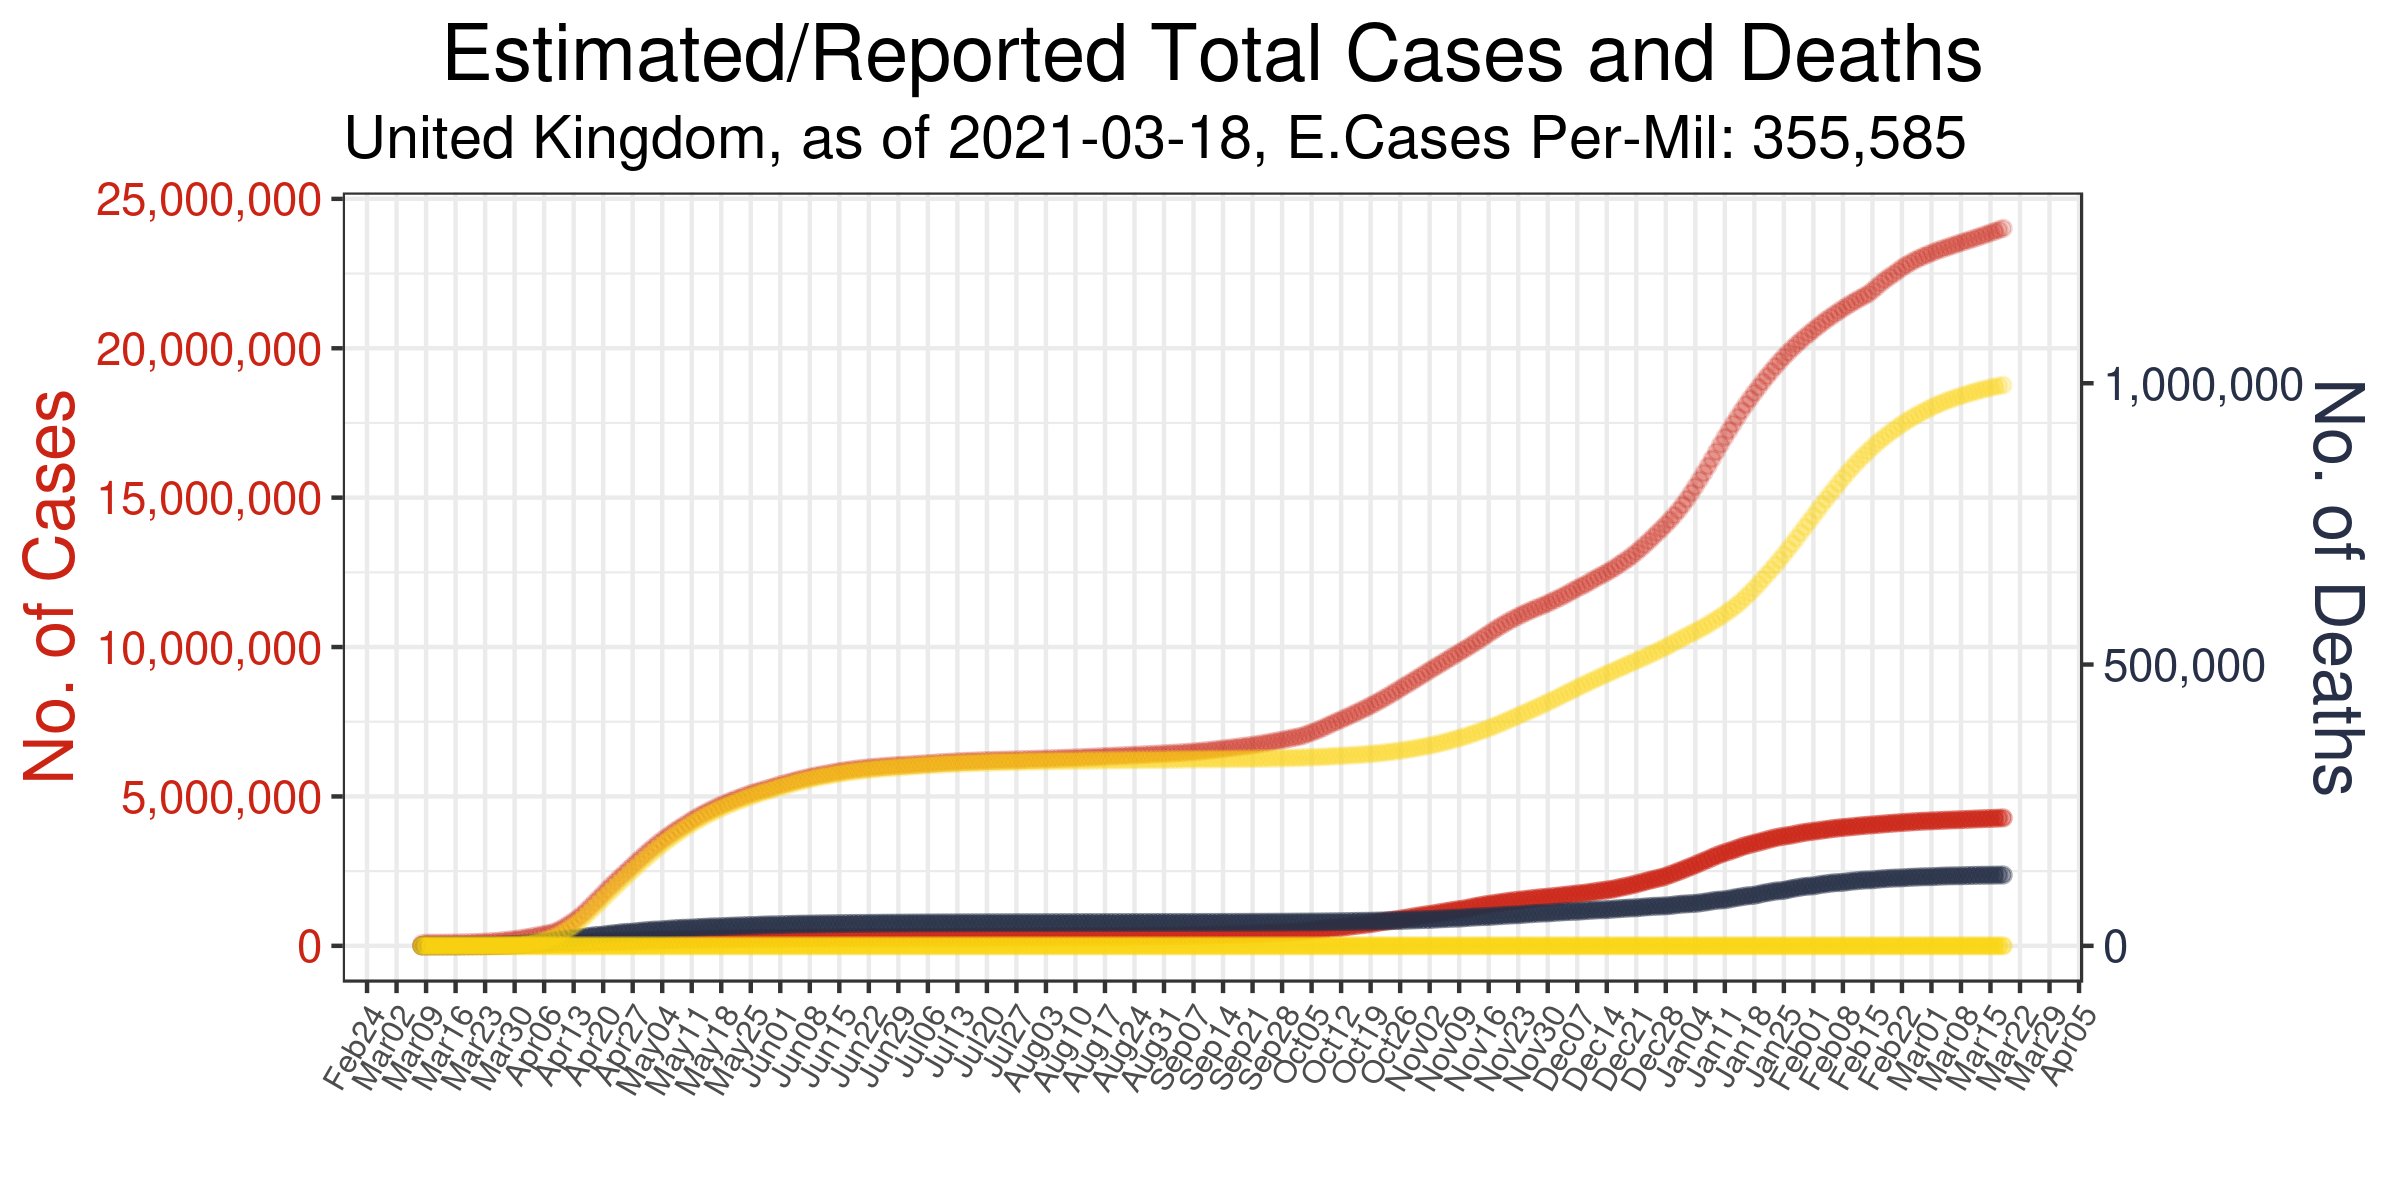 Estimated/Reported Total Cases and Deaths
United Kingdom, as of 2021-03-18, E.Cases Per-Mil: 355,585
No. of Cases
25,000,000
20,000,000
15,000,000
10,000,000
5,000,000
0
1,000,000
500,000
0
No. of Deaths
Feb24
Mar02
Mar09
Mar16
Mar23
Mar30
Apr06
Apr13
Apr20
Apr27
May04
May11
May18
May25
Jun01
Jun08
Jun15
Jun22
Jun29
Jul06
Jul13
Jul20
Jul27
Aug03
Aug10
Aug17
Aug24
Aug31
Sep07
Sep14
Sep21
Sep28
Oct05
Oct12
Oct19
Oct26
Nov02
Nov09
Nov16
Nov23
Nov30
Dec07
Dec14
Dec21
Dec28
Jan04
Jan11
Jan18
Jan25
Feb01
Feb08
Feb15
Feb22
Mar01
Mar08
Mar15
Mar22
Mar29
Apr05